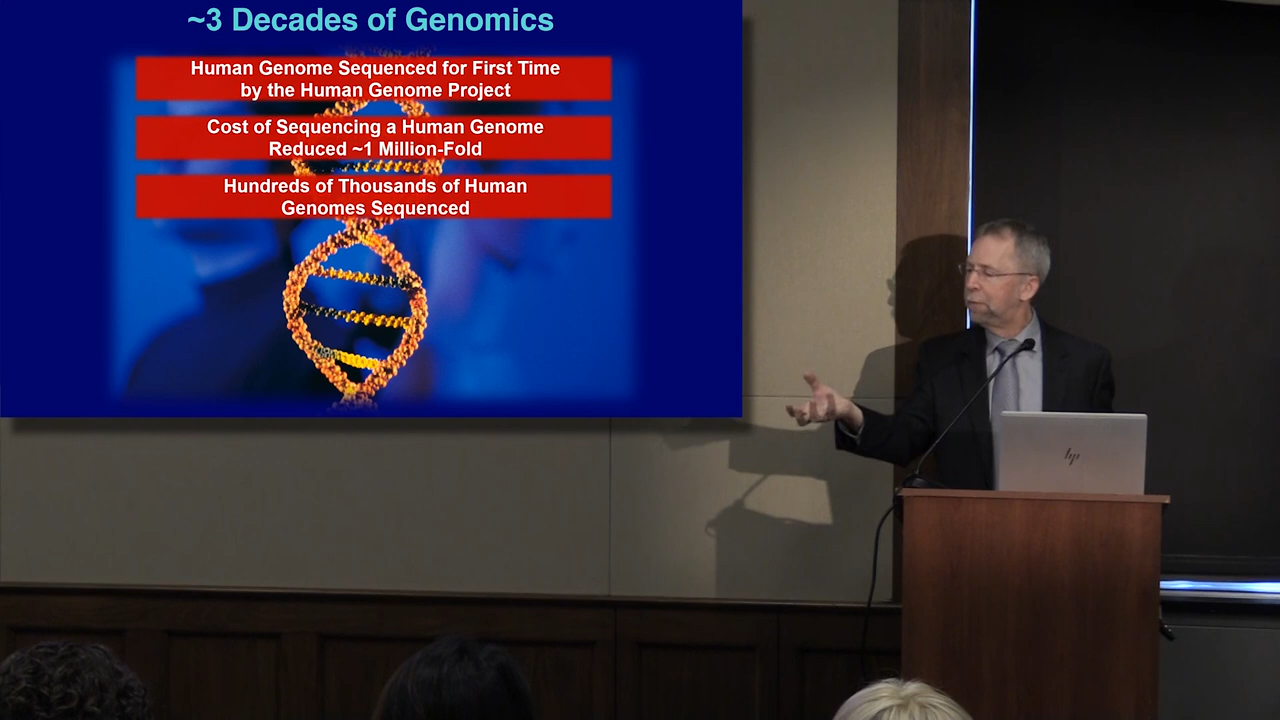 ~3 Decades of Genomics
Human Genome Sequenced for First Time
by the Human Genome Project
Cost of Sequencing a Human Genome
Reduced ~1 Million-Fold
Hundreds of Thousands of Human
Genomes Sequenced
hp